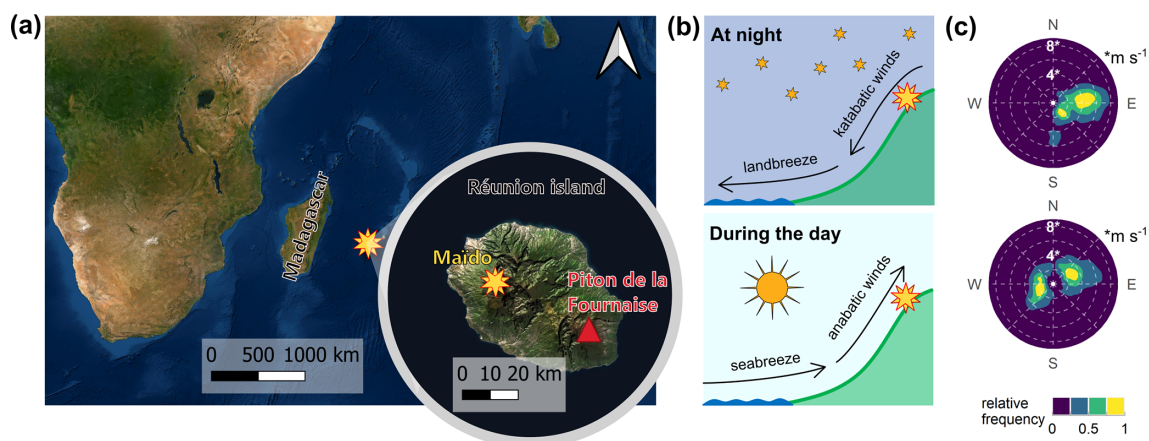 (a)
Madagascar
0 500 1000 km
Réunion island
Maïdo
Piton de la
Fournaise
0 10 20 km
(b)
At night
katabatic winds
landbreeze
During the day
anabatic winds
seabreeze
(c)
N
8*
*m s⁻¹
4*
W
E
S
N
8*
*m s⁻¹
4*
W
E
S
relative
frequency
0 0.5 1